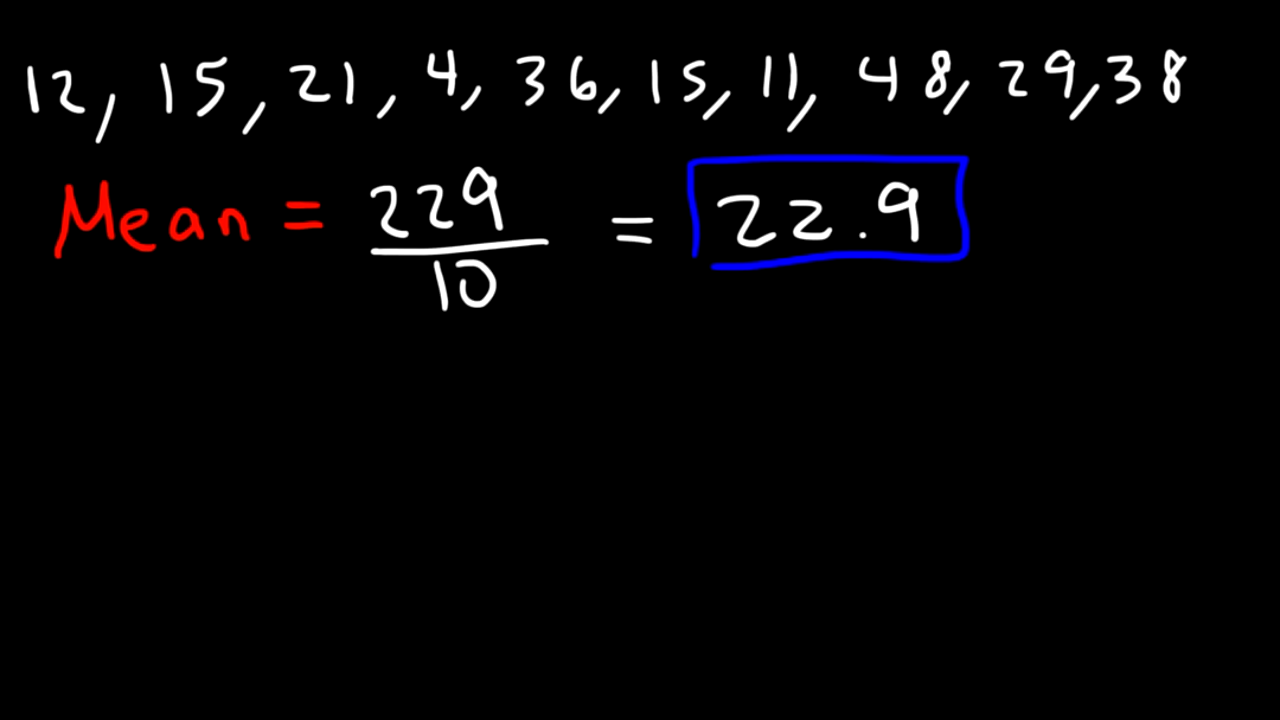 12, 15, 21, 4, 36, 15, 11, 48, 29, 38
Mean = 229/10 = 22.9